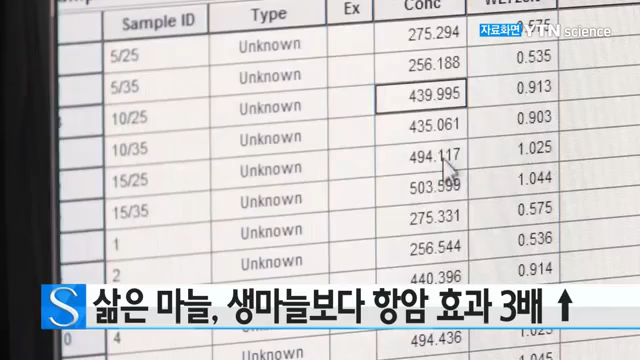 Sample ID Type Ex Conc
자료화면 YTN science
5/25 Unknown 275.294 0.575
5/35 Unknown 256.188 0.535
10/25 Unknown 439.995 0.913
10/35 Unknown 435.061 0.903
15/25 Unknown 494.117 1.025
15/35 Unknown 503.599 1.044
1 Unknown 275.331 0.575
2 Unknown 256.544 0.536
440.396 0.914
S 삶은 마늘, 생마늘보다 항암 효과 3배 ↑
4 Unknown
494.436